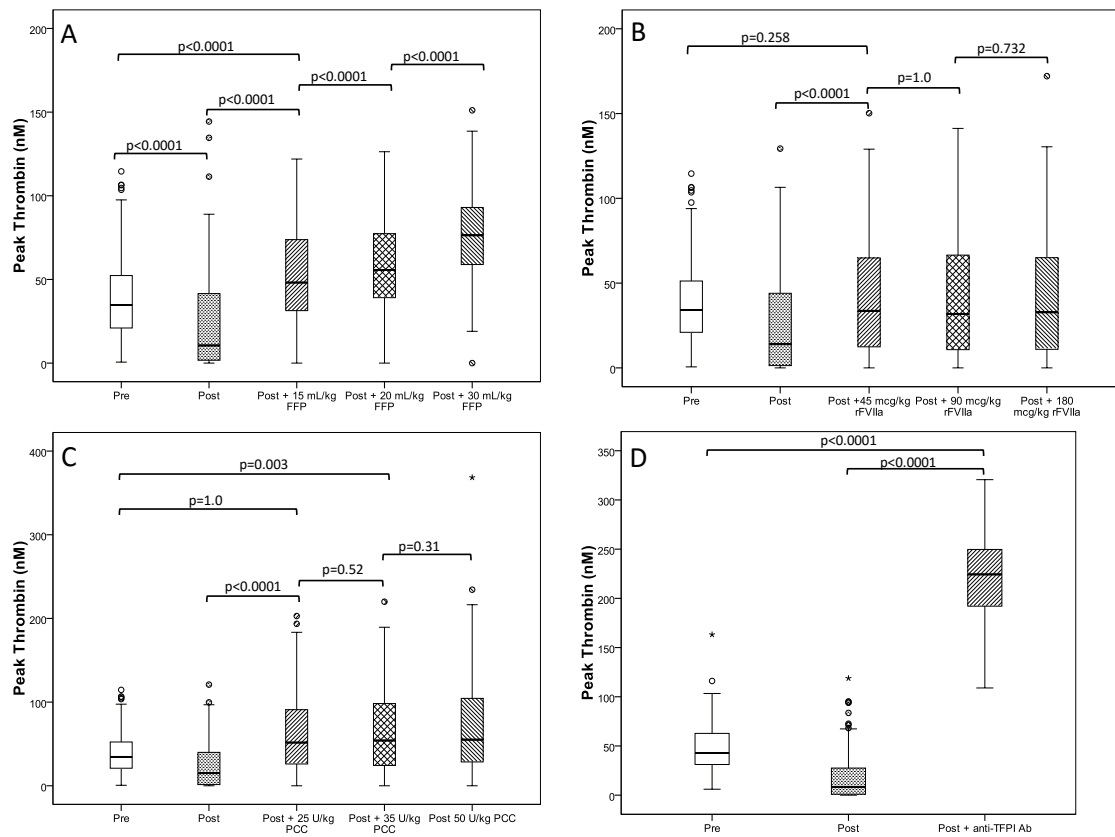 A
Peak Thrombin (nM)
200
150
100
50
0
p<0.0001
p<0.0001
p<0.0001
p<0.0001
p<0.0001
Pre
Post
Post + 15 mL/kg
FFP
Post + 20 mL/kg
FFP
Post + 30 mL/kg
FFP
B
Peak Thrombin (nM)
200
150
100
50
0
p=0.258
p=0.732
p=1.0
p<0.0001
Pre
Post
Post +45 mcg/kg
rFVIIa
Post + 90 mcg/kg
rFVIIa
Post + 180
mcg/kg rFVIIa
C
Peak Thrombin (nM)
400
300
200
100
0
p=0.003
p=1.0
p=0.31
p=0.52
p<0.0001
Pre
Post
Post + 25 U/kg
PCC
Post + 35 U/kg
PCC
Post 50 U/kg PCC
D
Peak Thrombin (nM)
350
300
250
200
150
100
50
0
p<0.0001
p<0.0001
Pre
Post
Post + anti-TFPI Ab